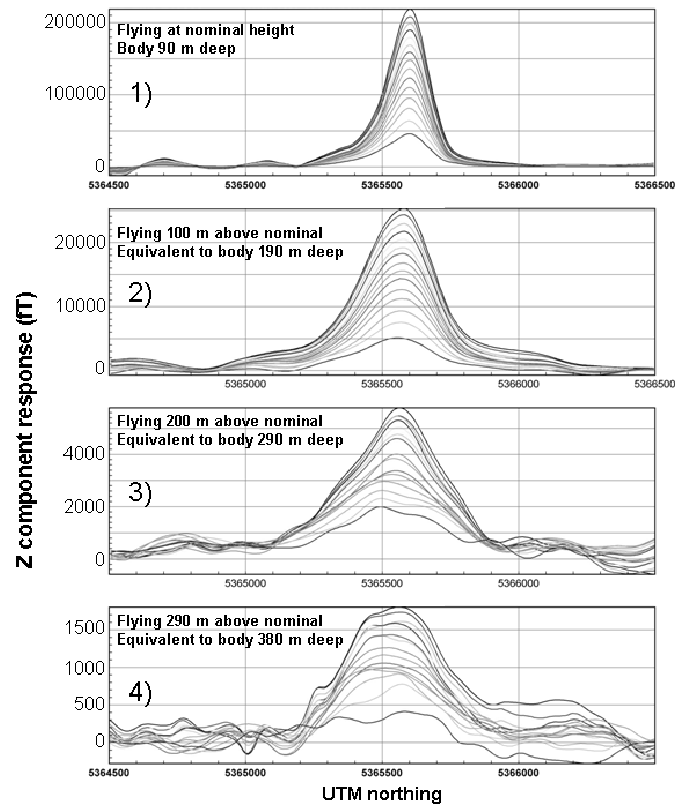 Z component response (fT)
200000
100000
0
Flying at nominal height
Body 90 m deep
1)
5364500 5365000 5365500 5366000 5366500
20000
10000
0
Flying 100 m above nominal
Equivalent to body 190 m deep
2)
5365000 5365500 5366000 5366500
4000
2000
0
Flying 200 m above nominal
Equivalent to body 290 m deep
3)
5365000 5365500 5366000
1500
1000
500
0
Flying 290 m above nominal
Equivalent to body 380 m deep
4)
5364500 5365000 5365500 5366000
UTM northing